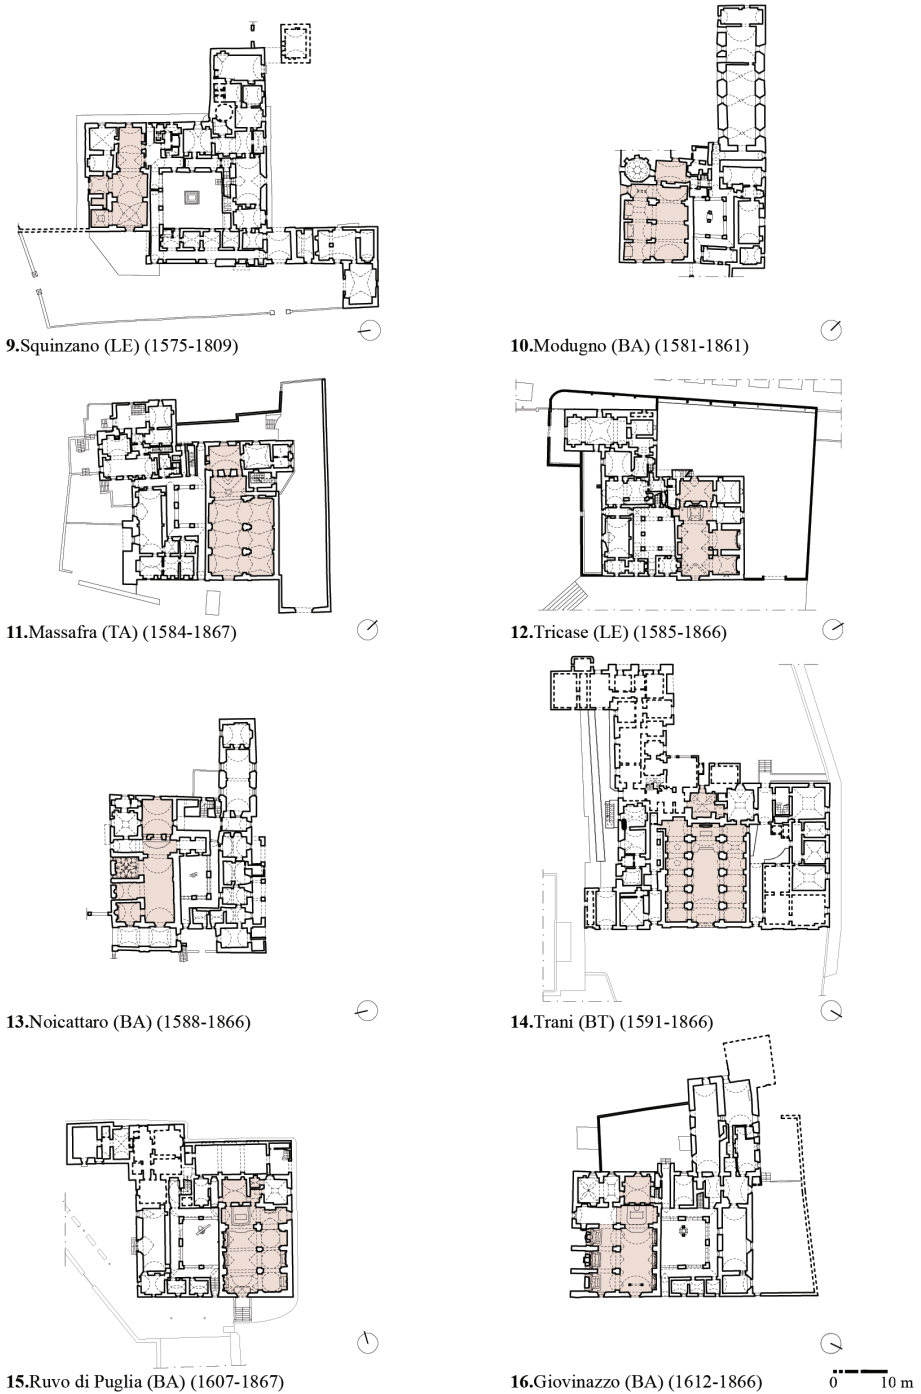 9.Squinzano (LE) (1575-1809)
10.Modugno (BA) (1581-1861)
11.Massafra (TA) (1584-1867)
12.Tricase (LE) (1585-1866)
13.Noicattaro (BA) (1588-1866)
14.Trani (BT) (1591-1866)
15.Ruvo di Puglia (BA) (1607-1867)
16.Giovinazzo (BA) (1612-1866)
0 10 m